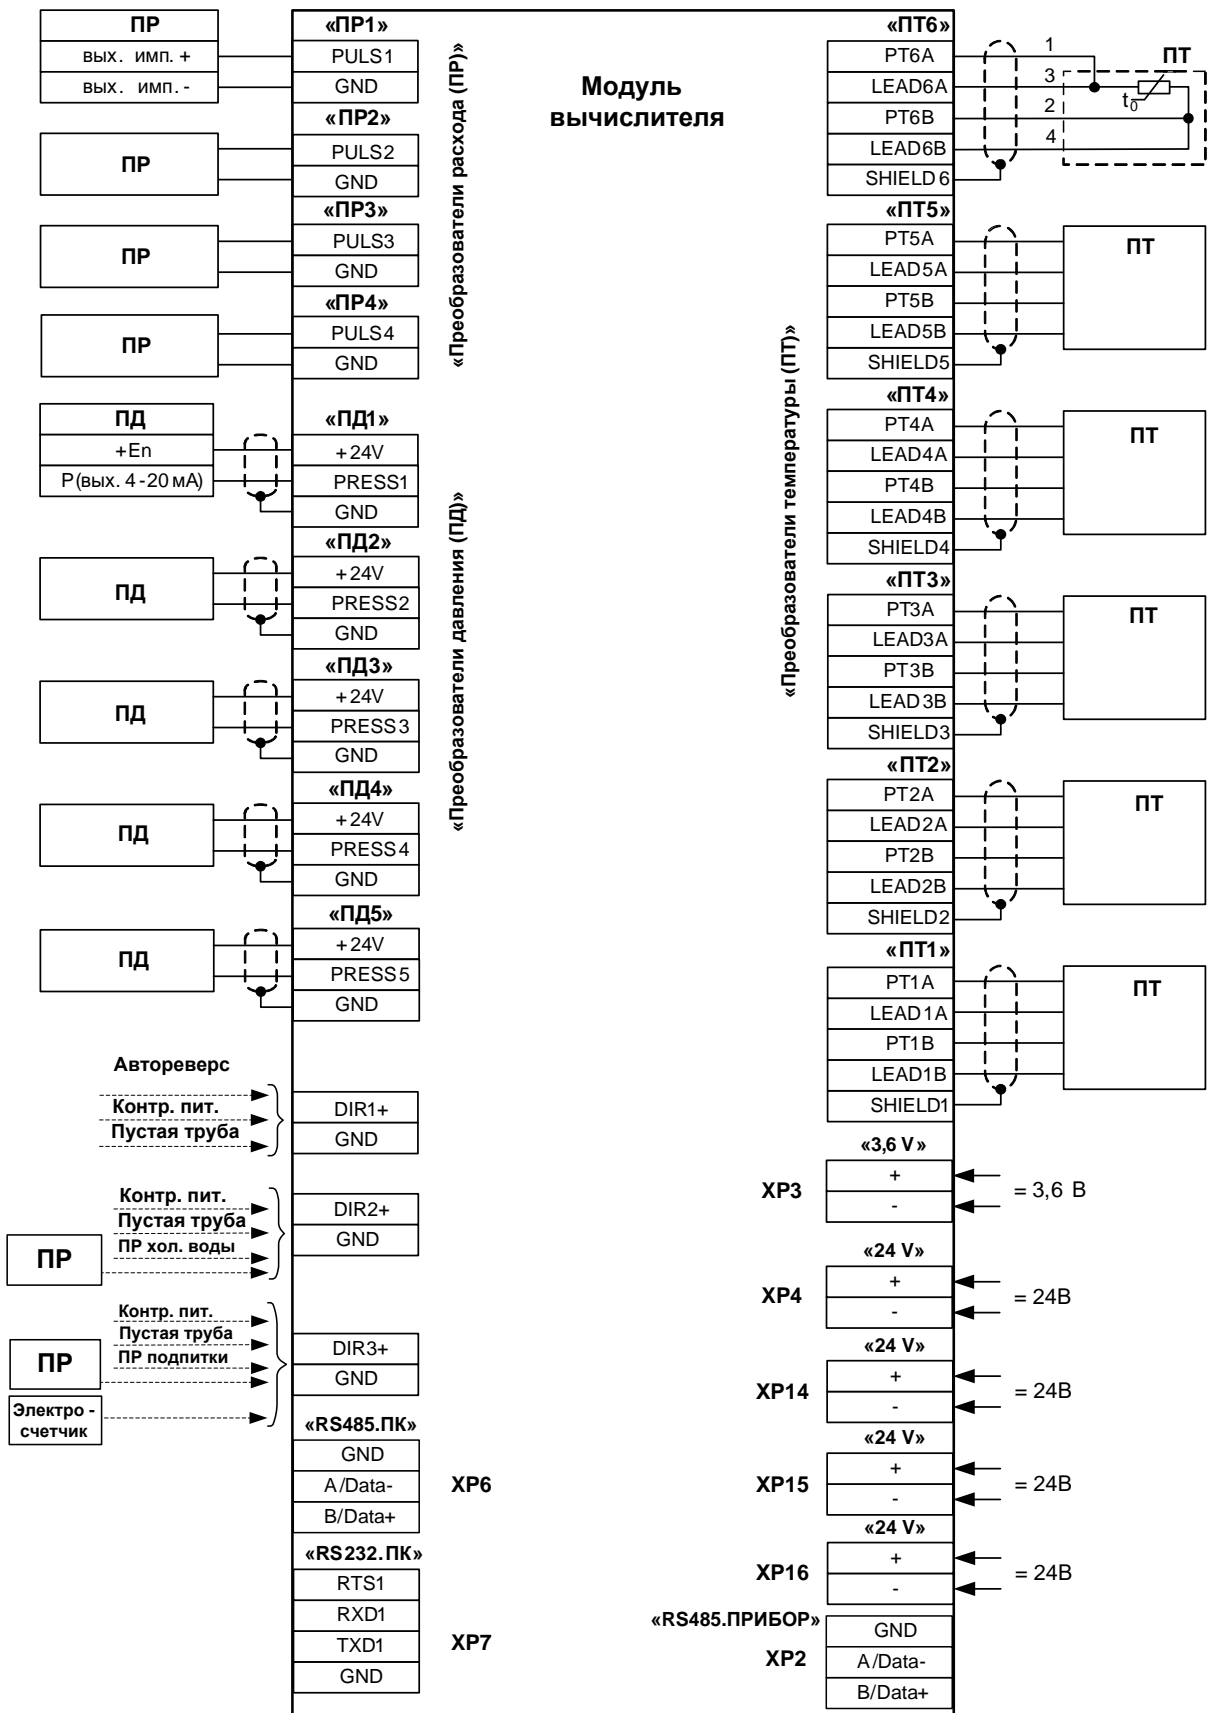 ПР
вых. имп. +
вых. имп. -
«ПР1»
PULS1
GND
«ПР2»
ПР
PULS2
GND
«ПР3»
ПР
PULS3
GND
«ПР4»
ПР
PULS4
GND
«Преобразователи расхода (ПР)»
ПД
+En
P(вых. 4-20 мА)
«ПД1»
+24V
PRESS1
GND
«ПД2»
ПД
+24V
PRESS2
GND
«ПД3»
ПД
+24V
PRESS3
GND
«ПД4»
ПД
+24V
PRESS4
GND
«ПД5»
ПД
+24V
PRESS5
GND
«Преобразователи давления (ПД)»
Автореверс
Контр. пит.
Пустая труба
DIR1+
GND
Контр. пит.
Пустая труба
ПР хол. воды
ПР
DIR2+
GND
Контр. пит.
Пустая труба
ПР подпитки
ПР
Электро-
счетчик
DIR3+
GND
«RS485.ПК»
GND
A/Data-
B/Data+
XP6
«RS232.ПК»
RTS1
RXD1
TXD1
GND
XP7
Модуль
вычислителя
«ПТ6»
PT6A
LEAD6A
PT6B
LEAD6B
SHIELD6
1
3
2
4
ПТ
t0
«ПТ5»
PT5A
LEAD5A
PT5B
LEAD5B
SHIELD5
ПТ
«ПТ4»
PT4A
LEAD4A
PT4B
LEAD4B
SHIELD4
ПТ
«ПТ3»
PT3A
LEAD3A
PT3B
LEAD3B
SHIELD3
ПТ
«ПТ2»
PT2A
LEAD2A
PT2B
LEAD2B
SHIELD2
ПТ
«ПТ1»
PT1A
LEAD1A
PT1B
LEAD1B
SHIELD1
ПТ
«Преобразователи температуры (ПТ)»
«3,6 V»
XP3
+
-
= 3,6 В
«24 V»
XP4
+
-
= 24В
«24 V»
XP14
+
-
= 24В
«24 V»
XP15
+
-
= 24В
«24 V»
XP16
+
-
= 24В
«RS485.ПРИБОР»
XP2
GND
A/Data-
B/Data+